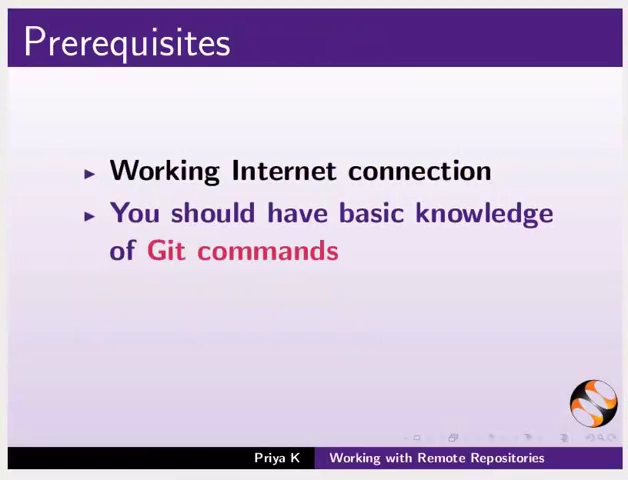 Prerequisites
Working Internet connection
You should have basic knowledge
of Git commands
Priya K Working with Remote Repositories